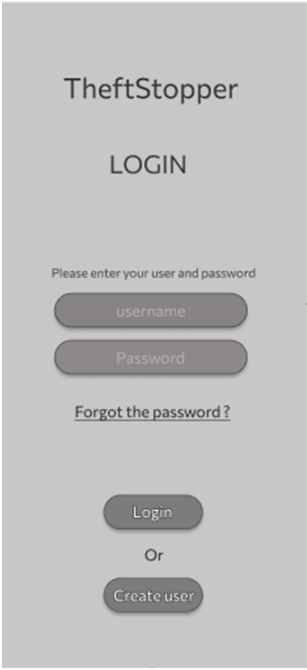 TheftStopper
LOGIN
Please enter your user and password
username
Password
Forgot the password ?
Login
Or
Create user